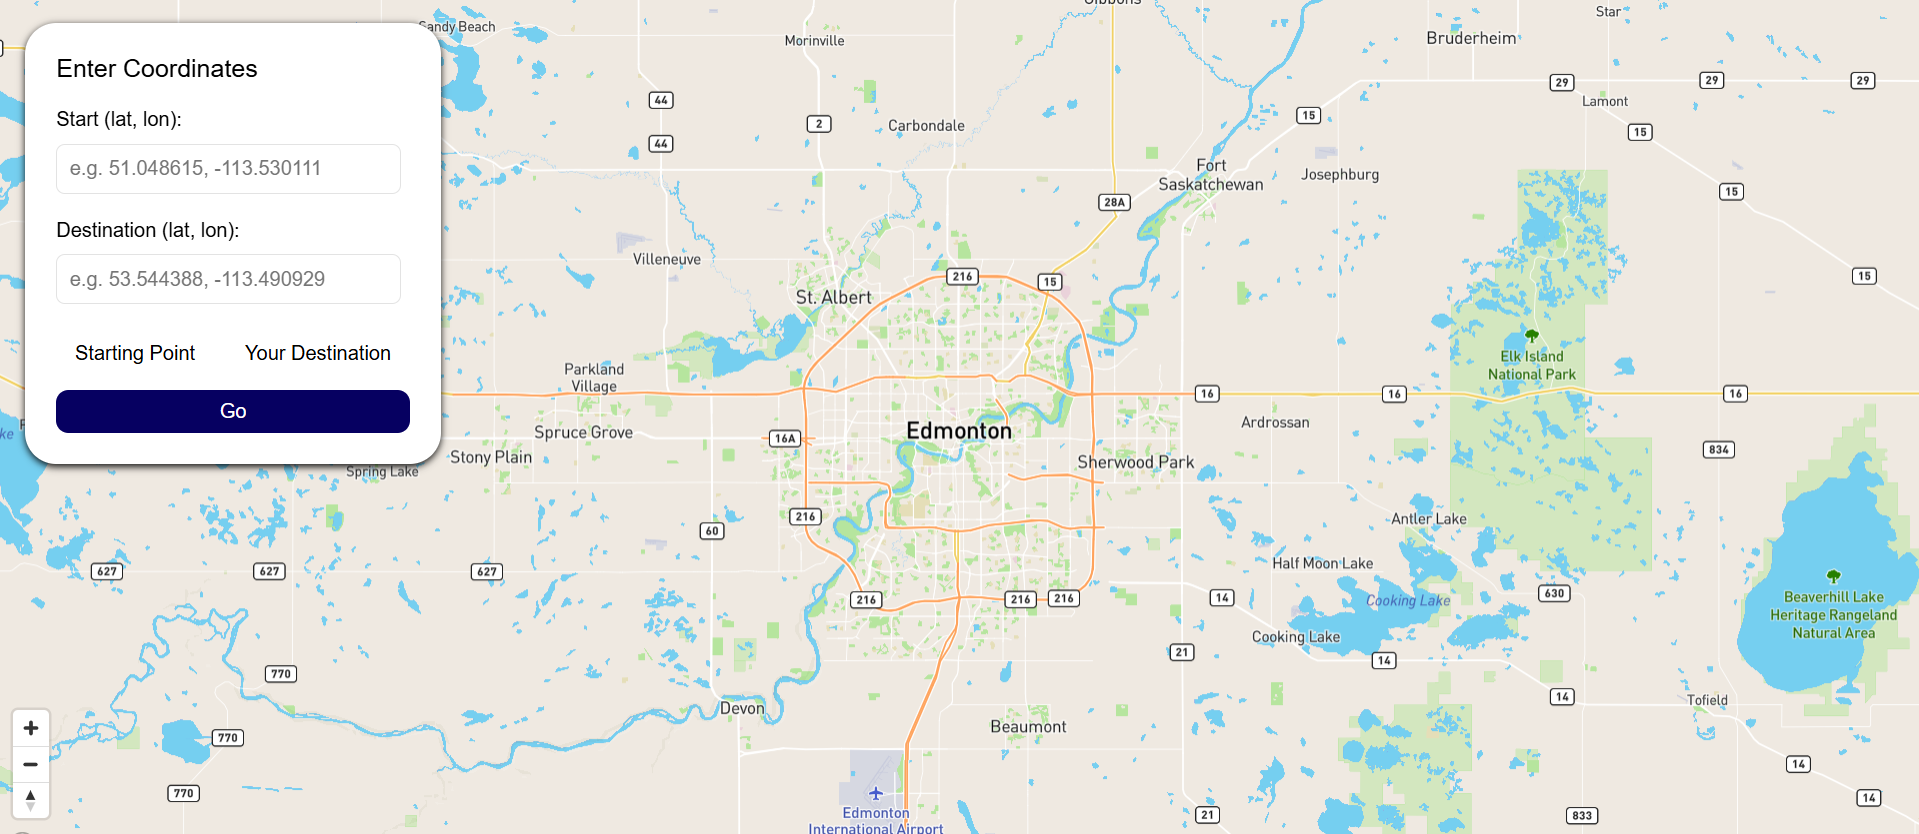 Enter Coordinates
Start (lat, lon):
e.g. 51.048615, -113.530111
Destination (lat, lon):
e.g. 53.544388, -113.490929
Starting Point
Your Destination
Go
Sandy Beach
Morinville
Gibbons
Star
Bruderheim
29
29
29
44
2
Carbondale
15
Lamont
15
44
Fort
Saskatchewan
Josephburg
28A
15
Villeneuve
216
15
15
St. Albert
Parkland
Village
Elk Island
National Park
16
16
16
Spruce Grove
16A
Edmonton
Ardrossan
Stony Plain
Sherwood Park
834
Spring Lake
216
60
Antler Lake
627
627
627
Half Moon Lake
216
216
216
14
Cooking Lake
630
Beaverhill Lake
Heritage Rangeland
Natural Area
Cooking Lake
21
14
770
14
Devon
Tofield
Beaumont
770
14
770
14
Edmonton
International Airport
21
833